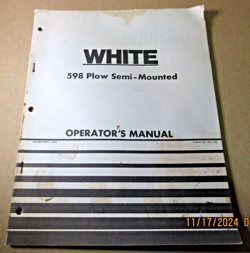 WHITE
598 Plow Semi-Mounted
OPERATOR'S MANUAL
11/17/2024